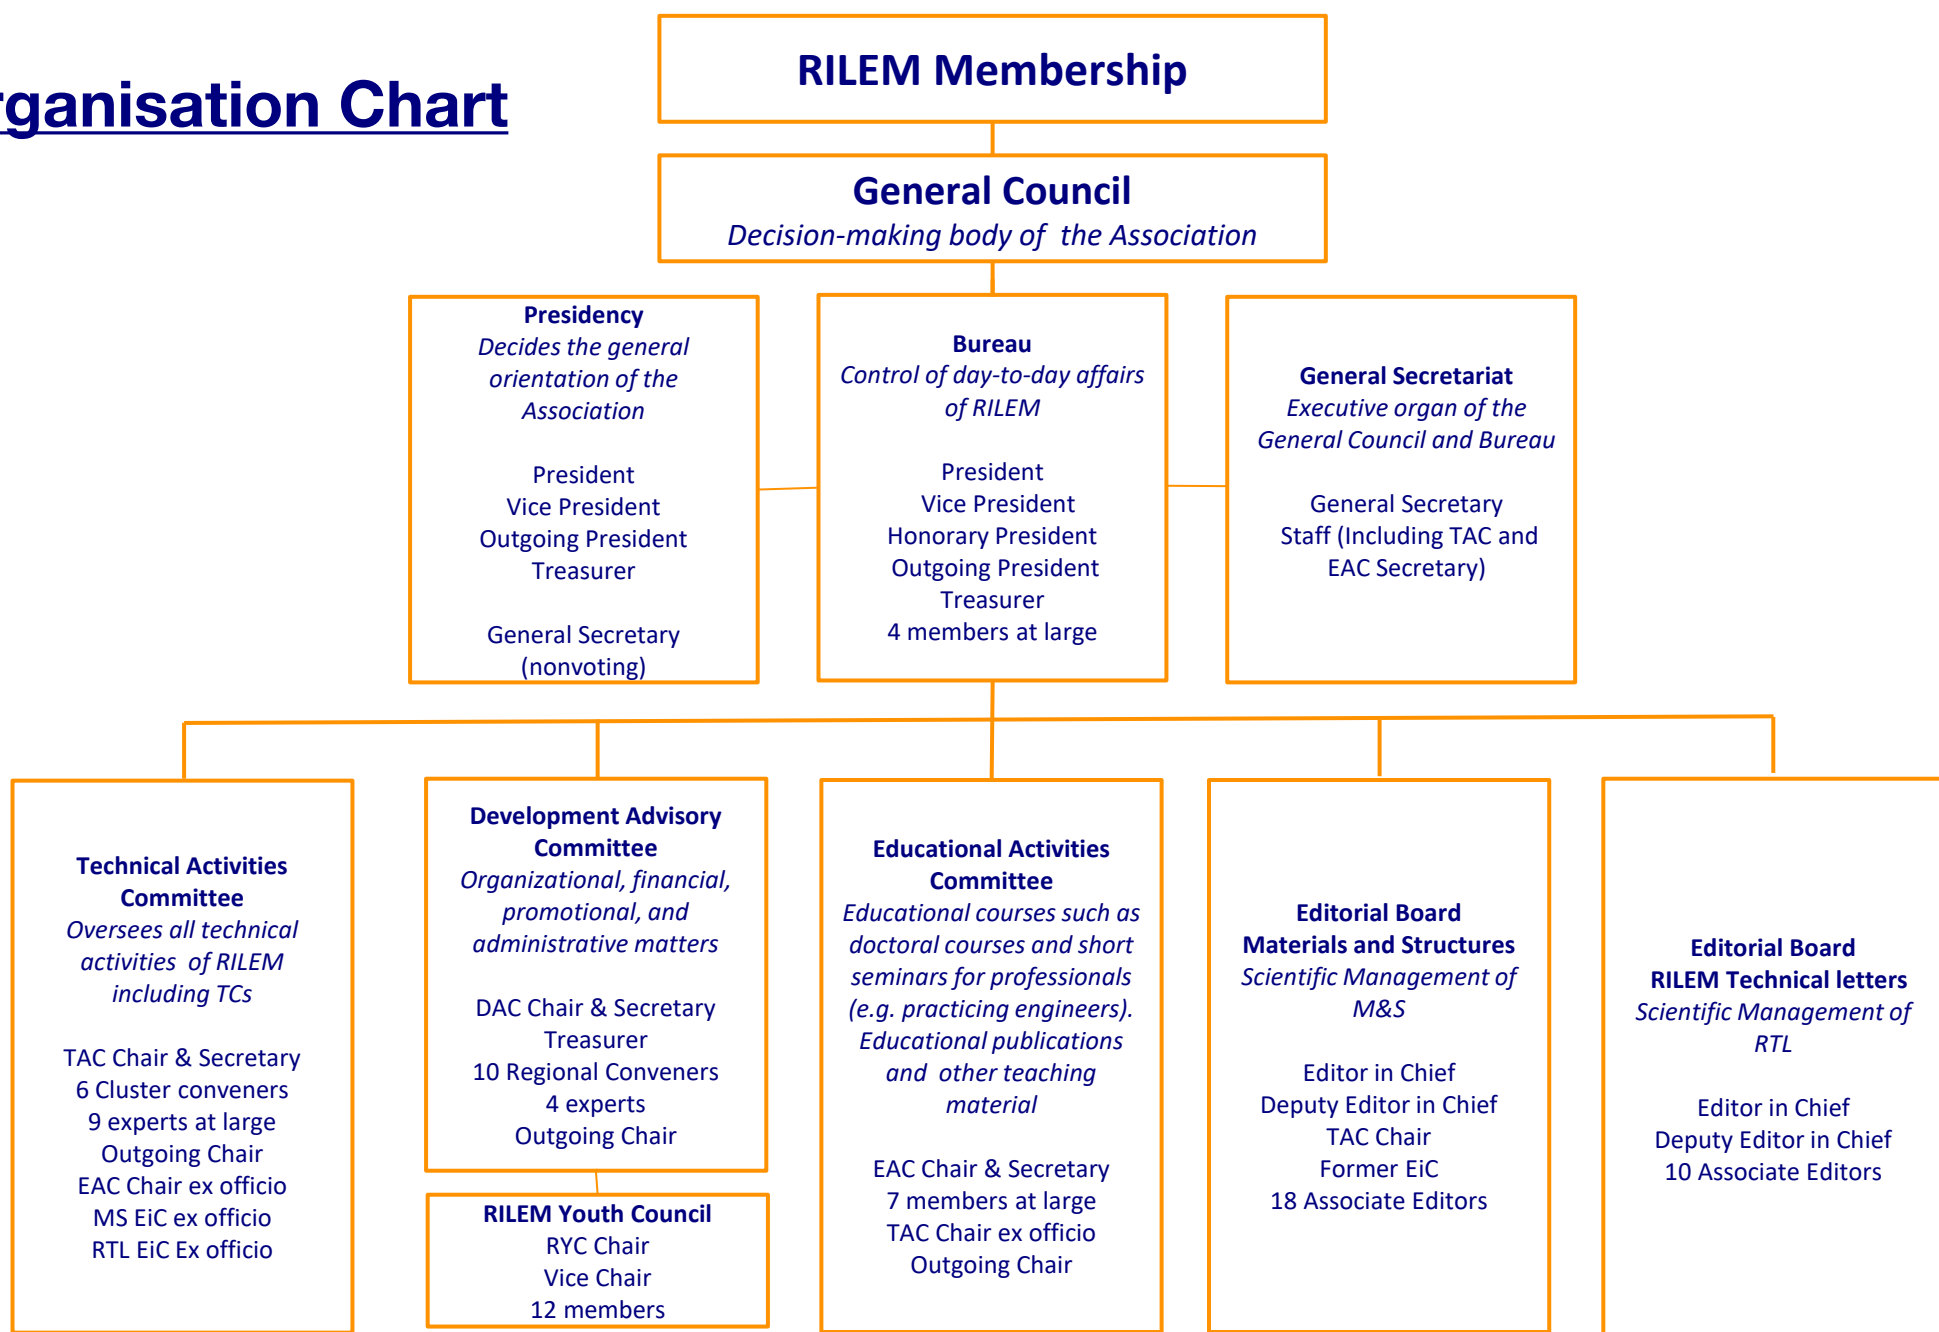 rganisation Chart
RILEM Membership
General Council
Decision-making body of the Association
Presidency
Decides the general
orientation of the
Association
President
Vice President
Outgoing President
Treasurer
General Secretary
(nonvoting)
Bureau
Control of day-to-day affairs
of RILEM
President
Vice President
Honorary President
Outgoing President
Treasurer
4 members at large
General Secretariat
Executive organ of the
General Council and Bureau
General Secretary
Staff (Including TAC and
EAC Secretary)
Technical Activities
Committee
Oversees all technical
activities of RILEM
including TCs
TAC Chair & Secretary
6 Cluster conveners
9 experts at large
Outgoing Chair
EAC Chair ex officio
MS EiC ex officio
RTL EiC Ex officio
Development Advisory
Committee
Organizational, financial,
promotional, and
administrative matters
DAC Chair & Secretary
Treasurer
10 Regional Conveners
4 experts
Outgoing Chair
RILEM Youth Council
RYC Chair
Vice Chair
12 members
Educational Activities
Committee
Educational courses such as
doctoral courses and short
seminars for professionals
(e.g. practicing engineers).
Educational publications
and other teaching
material
EAC Chair & Secretary
7 members at large
TAC Chair ex officio
Outgoing Chair
Editorial Board
Materials and Structures
Scientific Management of
M&S
Editor in Chief
Deputy Editor in Chief
TAC Chair
Former EiC
18 Associate Editors
Editorial Board
RILEM Technical letters
Scientific Management of
RTL
Editor in Chief
Deputy Editor in Chief
10 Associate Editors